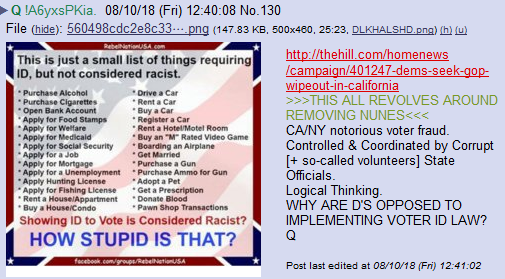 Q !A6yxsPKia. 08/10/18 (Fri) 12:40:08 No.130
File (hide): 560498cdc2e8c33⋯.png (147.83 KB, 500x460, 25:23, DLKHALSHD.png) (h) (u)
RebelNationUSA.com
This is just a small list of things requiring
ID, but not considered racist.
* Purchase Alcohol
* Purchase Cigarettes
* Open Bank Account
* Apply for Food Stamps
* Apply for Welfare
* Apply for Medicaid
* Apply for Social Security
* Apply for a Job
* Apply for Mortgage
* Apply for a Unemployment
* Apply Hunting License
* Apply for Fishing License
* Rent a House/Appartment
* Buy a House/Condo
* Drive a Car
* Rent a Car
* Buy a Car
* Register a Car
* Rent a Hotel/Motel Room
* Buy an "M" Rated Video Game
* Boarding an Airplane
* Get Married
* Purchase a Gun
* Purchase Ammo for Gun
* Adopt a Pet
* Get a Prescription
* Donate Blood
* Pawn Shop Transactions
Showing ID to Vote is Considered Racist?
HOW STUPID IS THAT?
facebook.com/groups/RebelNationUSA
http://thehill.com/homenews
/campaign/401247-dems-seek-gop-
wipeout-in-california
>>>THIS ALL REVOLVES AROUND
REMOVING NUNES<<<
CA/NY notorious voter fraud.
Controlled & Coordinated by Corrupt
[+ so-called volunteers] State
Officials.
Logical Thinking.
WHY ARE D'S OPPOSED TO
IMPLEMENTING VOTER ID LAW?
Q
Post last edited at 08/10/18 (Fri) 12:41:02